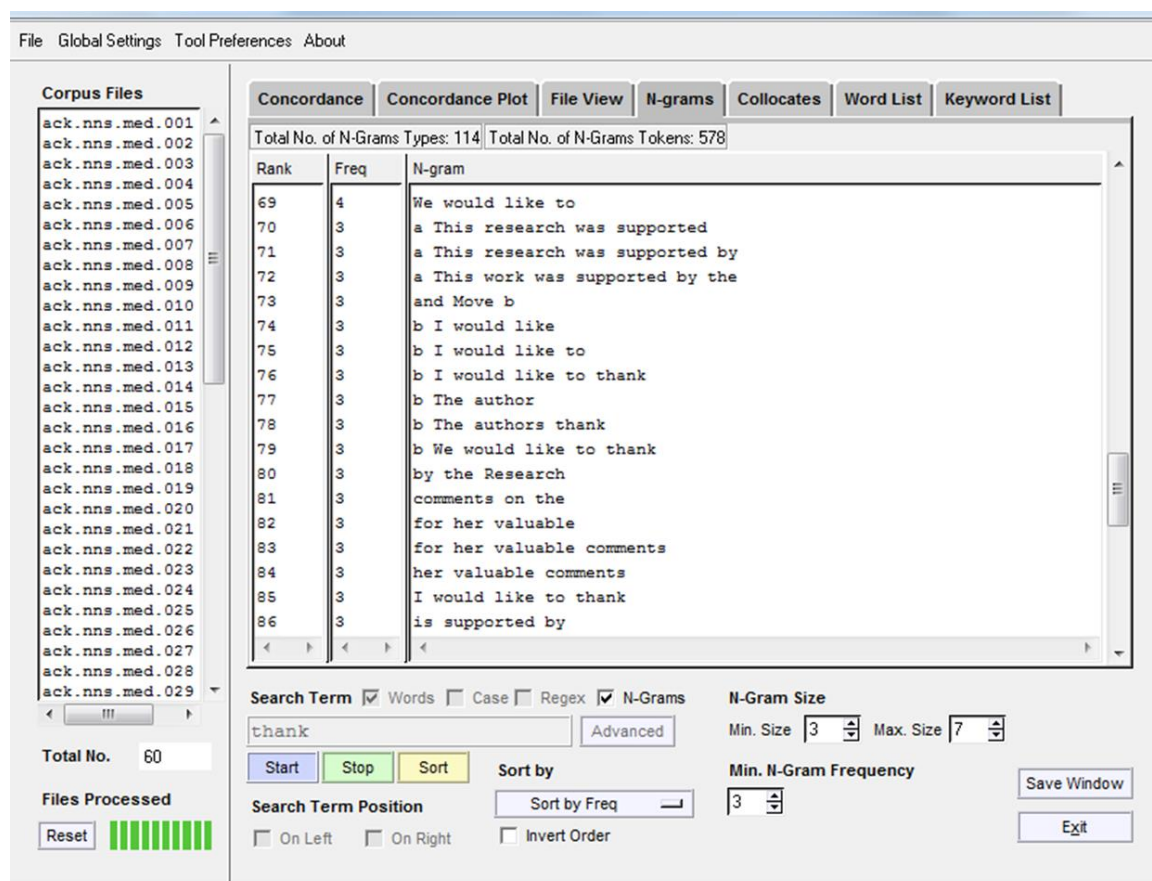 File Global Settings Tool Preferences About
Corpus Files
ack.nns.med.001
ack.nns.med.002
ack.nns.med.003
ack.nns.med.004
ack.nns.med.005
ack.nns.med.006
ack.nns.med.007
ack.nns.med.008
ack.nns.med.009
ack.nns.med.010
ack.nns.med.011
ack.nns.med.012
ack.nns.med.013
ack.nns.med.014
ack.nns.med.015
ack.nns.med.016
ack.nns.med.017
ack.nns.med.018
ack.nns.med.019
ack.nns.med.020
ack.nns.med.021
ack.nns.med.022
ack.nns.med.023
ack.nns.med.024
ack.nns.med.025
ack.nns.med.026
ack.nns.med.027
ack.nns.med.028
ack.nns.med.029
Total No. 60
Files Processed
Reset
Concordance Concordance Plot File View N-grams Collocates Word List Keyword List
Total No. of N-Grams Types: 114 Total No. of N-Grams Tokens: 578
Rank Freq N-gram
69 4 We would like to
70 3 a This research was supported
71 3 a This research was supported by
72 3 a This work was supported by the
73 3 and Move b
74 3 b I would like
75 3 b I would like to
76 3 b I would like to thank
77 3 b The author
78 3 b The authors thank
79 3 b We would like to thank
80 3 by the Research
81 3 comments on the
82 3 for her valuable
83 3 for her valuable comments
84 3 her valuable comments
85 3 I would like to thank
86 3 is supported by
Search Term Words Case Regex N-Grams
thank Advanced
Start Stop Sort
Search Term Position
On Left On Right
Sort by
Sort by Freq
Invert Order
N-Gram Size
Min. Size 3 Max. Size 7
Min. N-Gram Frequency
3
Save Window
Exit